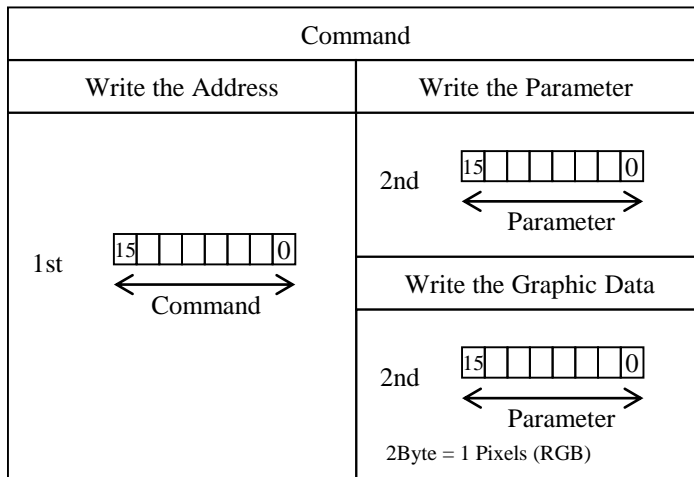 Command
Write the Address
Write the Parameter
1st
15 0
Command
2nd
15 0
Parameter
Write the Graphic Data
2nd
15 0
Parameter
2Byte = 1 Pixels (RGB)